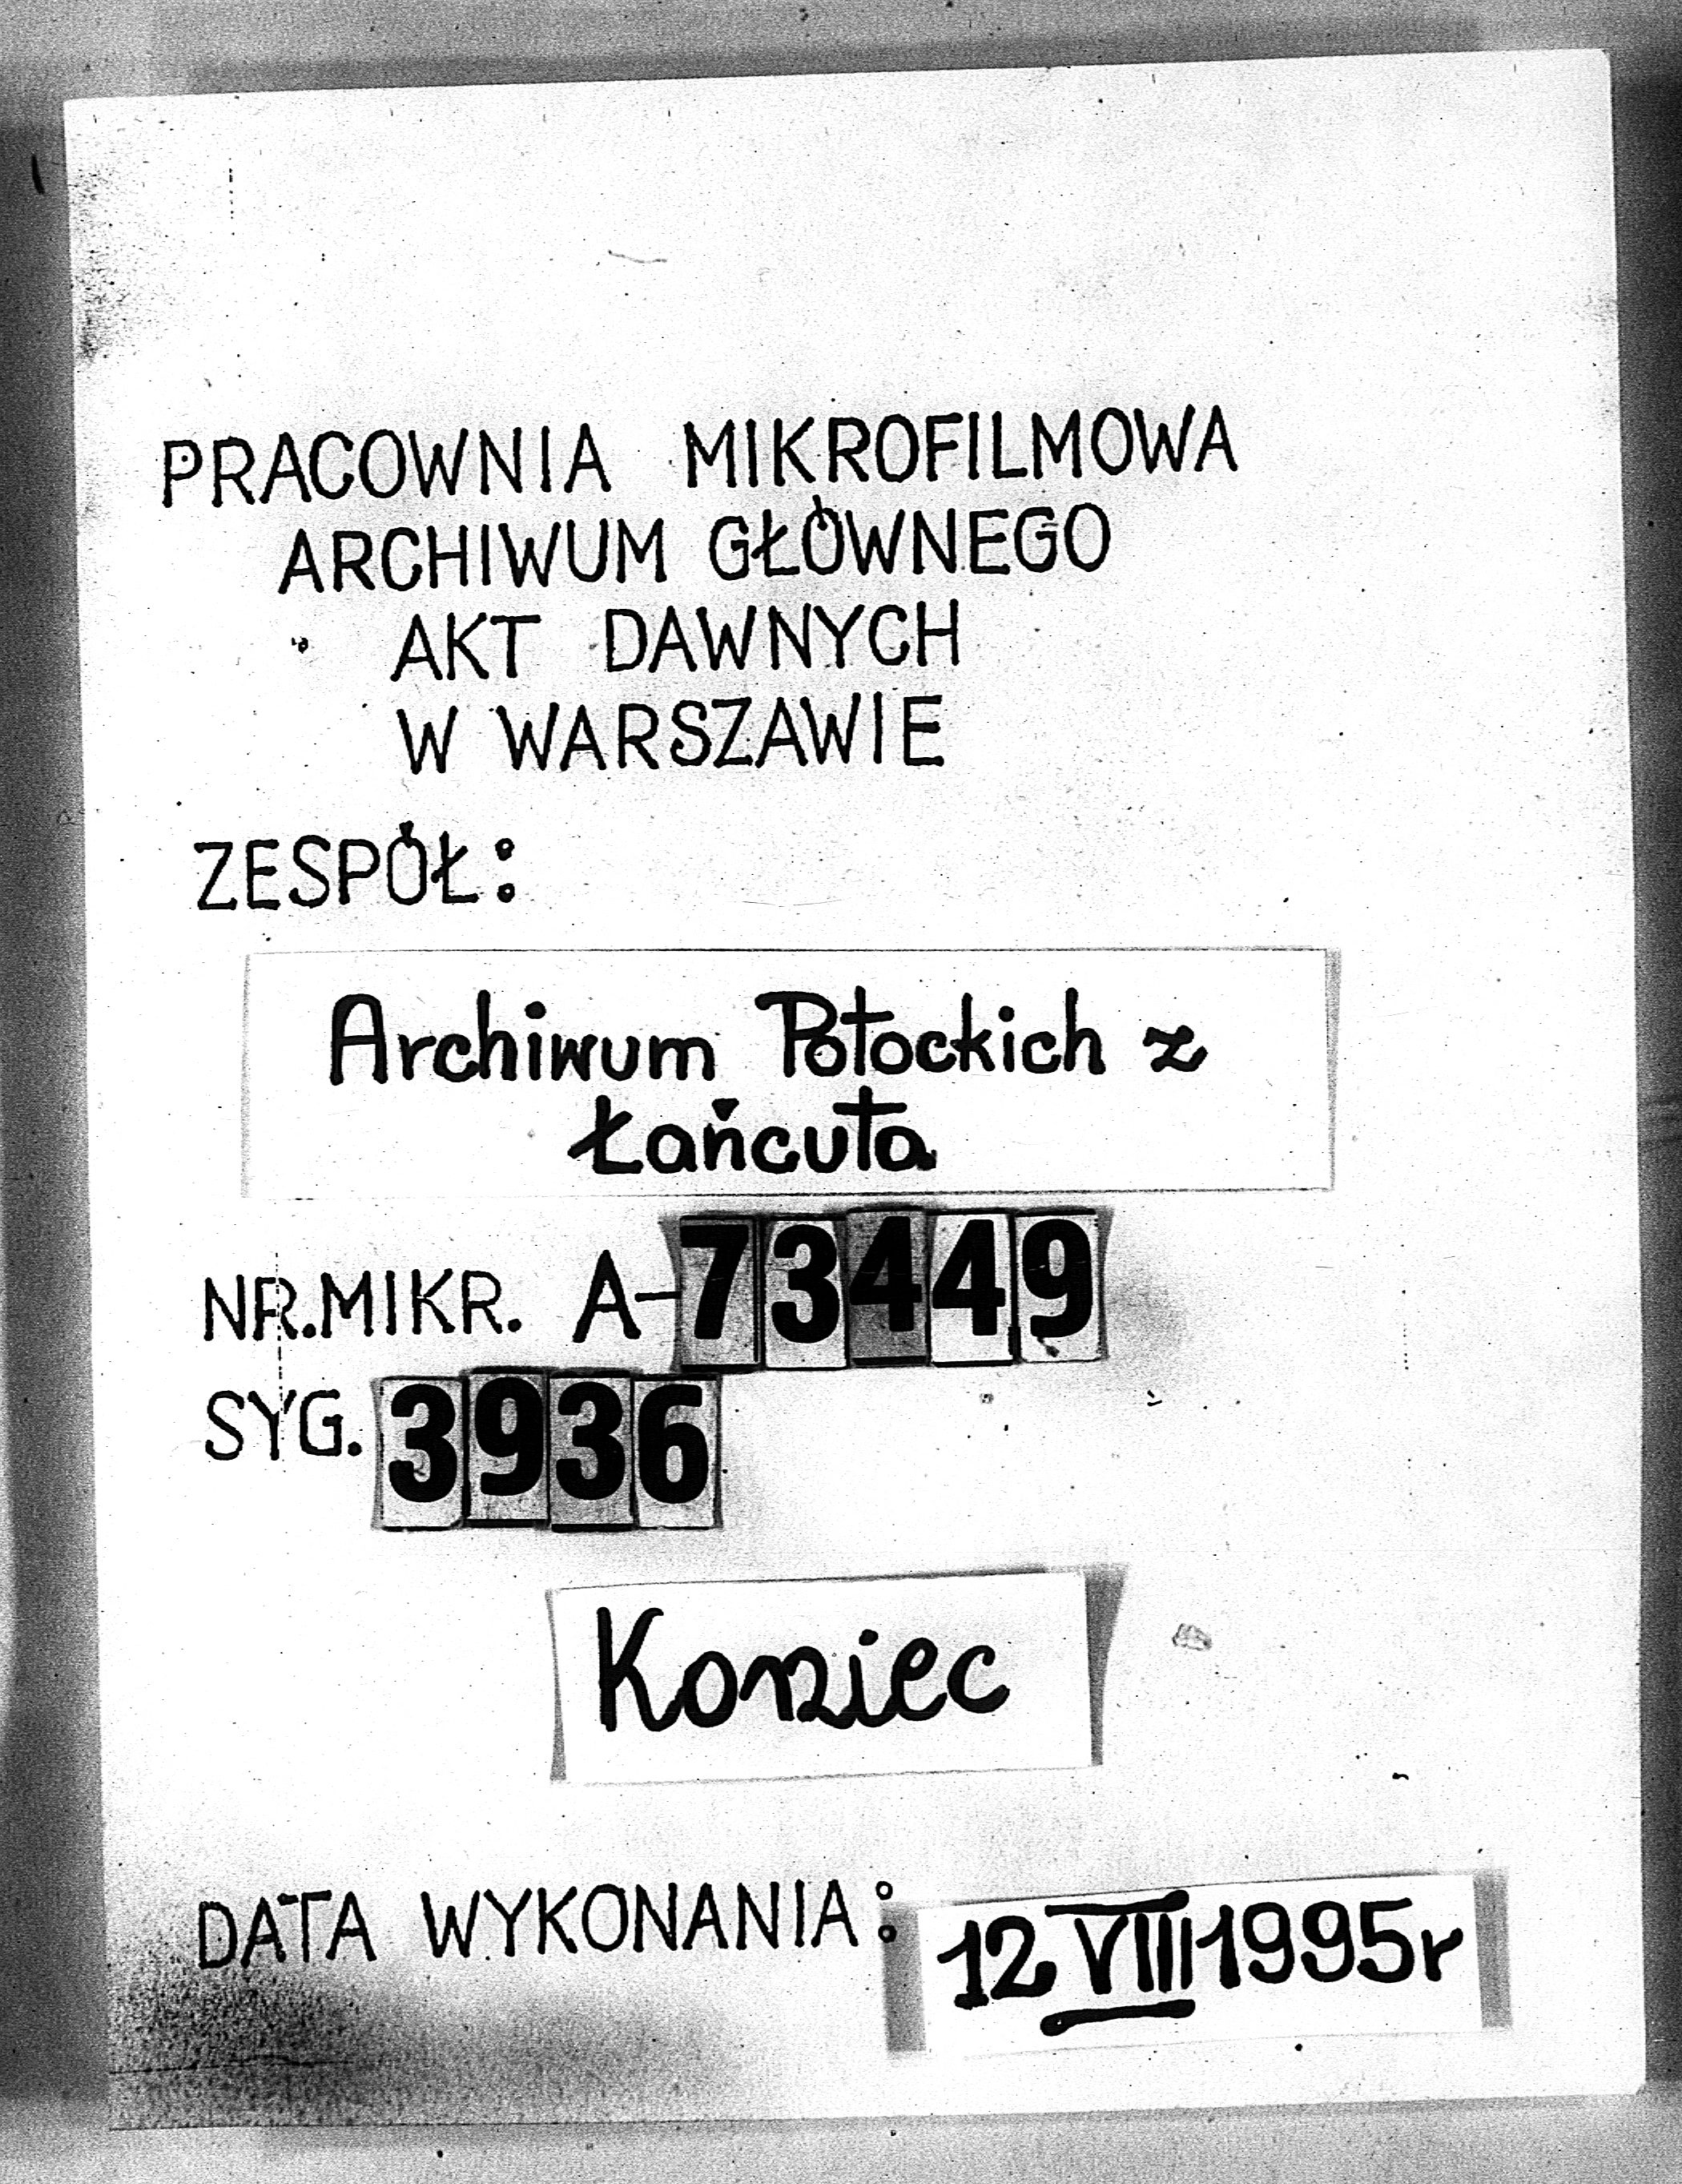 PRACOWNIA MIKROFILMOWA
ARCHIWUM GŁÓWNEGO
AKT DAWNYCH
W WARSZAWIE
ZESPÓŁ:
Archiwum Potockich z
Łańcuta
NR.MIKR. A-73449
SYG. 3936
Koniec
DATA WYKONANIA: 12 VIII 1995r